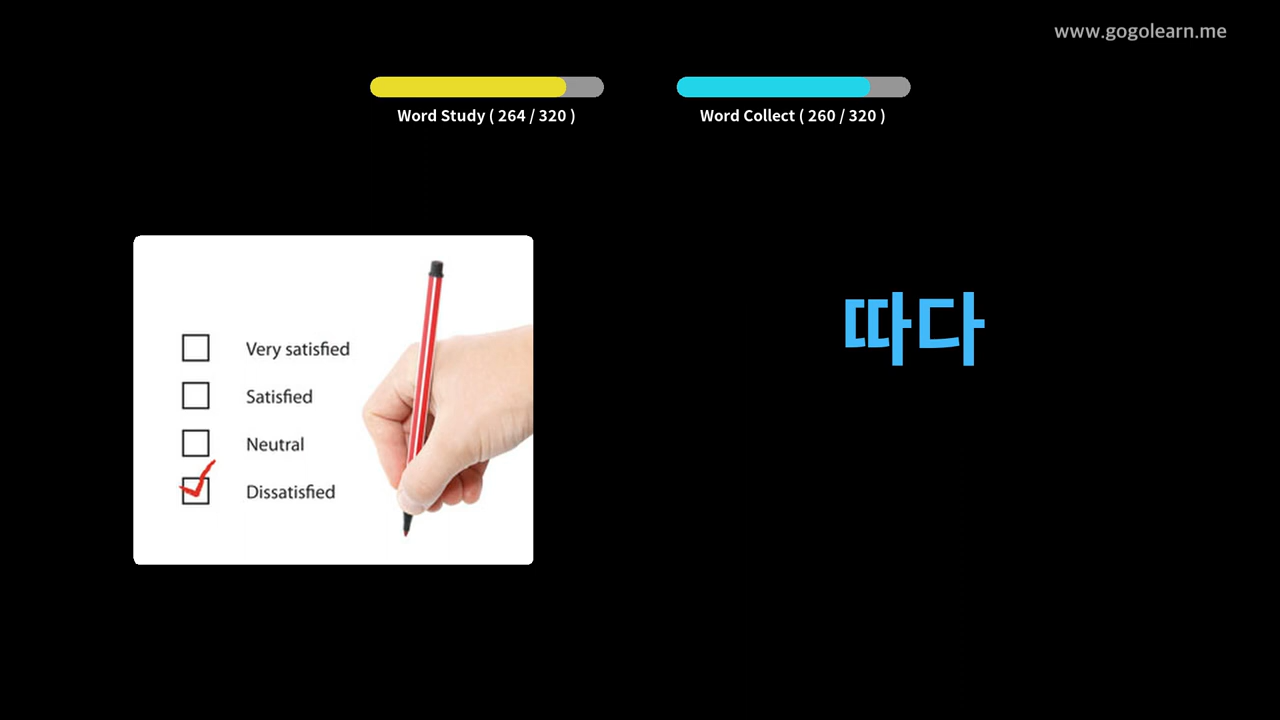 www.gogolearn.me
Word Study ( 264 / 320 )
Word Collect ( 260 / 320 )
Very satisfied
Satisfied
Neutral
Dissatisfied
따다